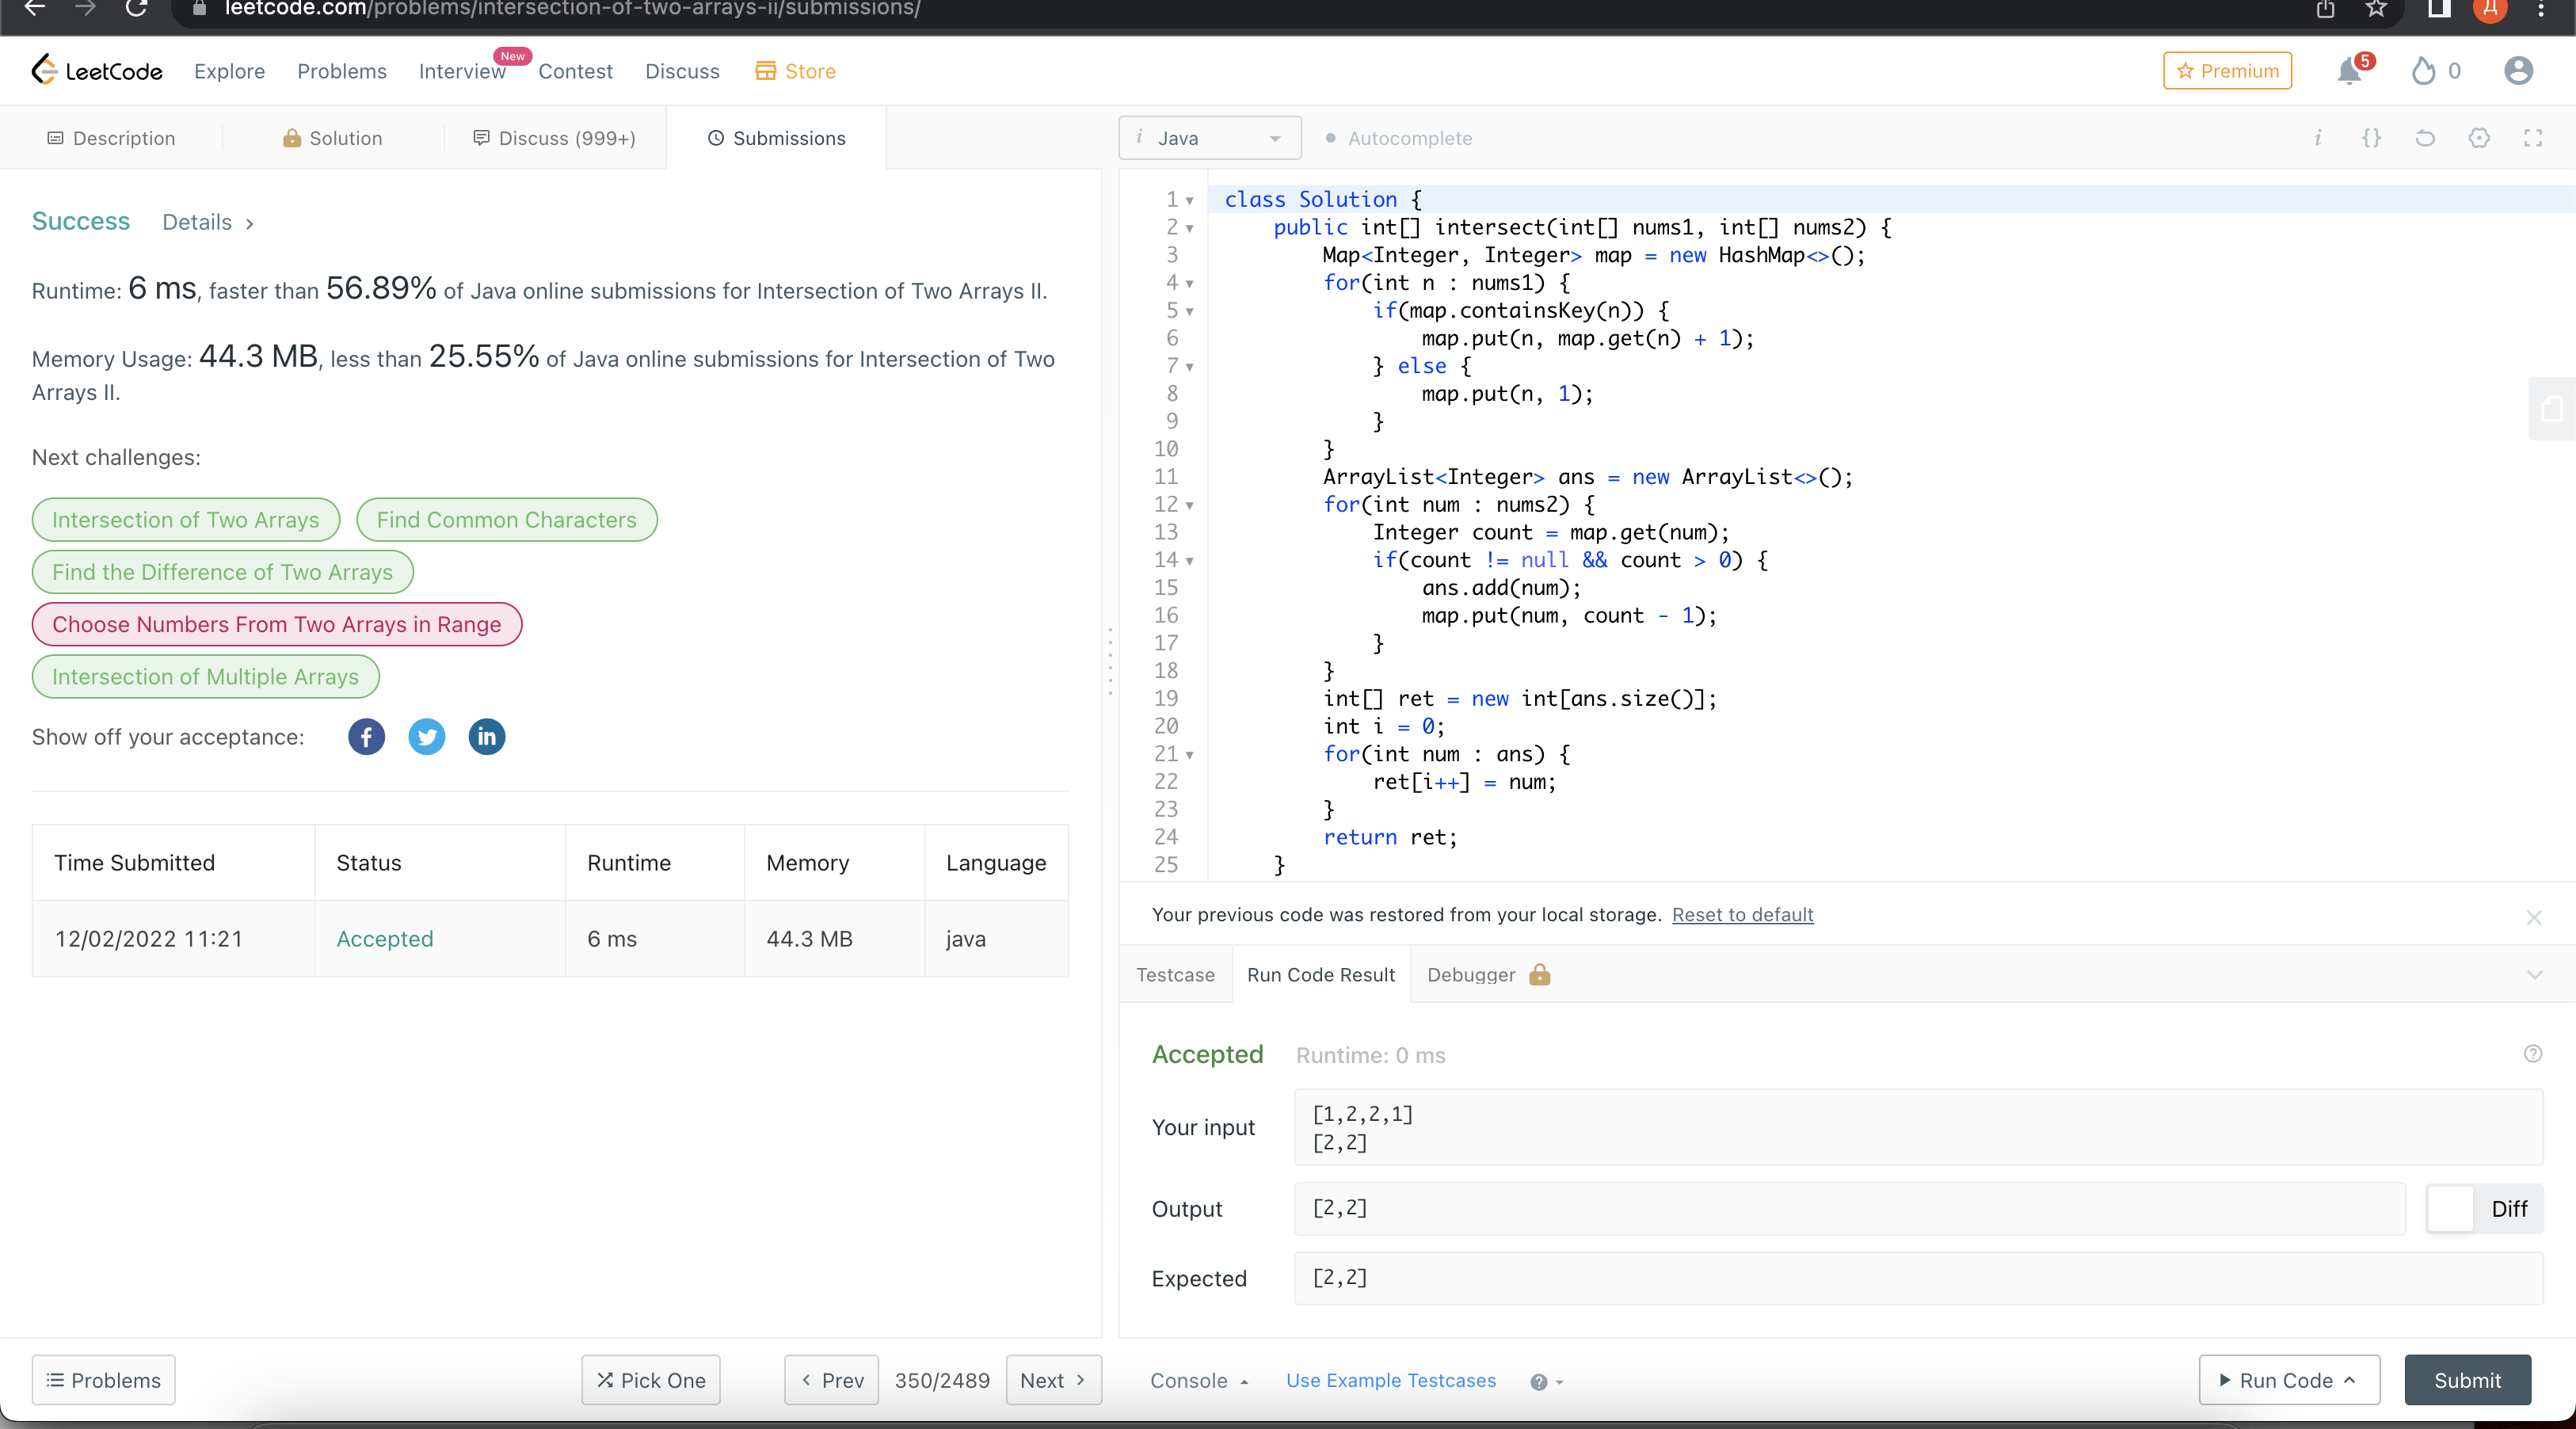 leetcode.com/problems/intersection-of-two-arrays-ii/submissions/
Д
LeetCode Explore Problems Interview New Contest Discuss Store
Premium 5 0
Description Solution Discuss (999+) Submissions
i Java Autocomplete i {}
Success Details >
Runtime: 6 ms, faster than 56.89% of Java online submissions for Intersection of Two Arrays II.
Memory Usage: 44.3 MB, less than 25.55% of Java online submissions for Intersection of Two
Arrays II.
Next challenges:
Intersection of Two Arrays Find Common Characters
Find the Difference of Two Arrays
Choose Numbers From Two Arrays in Range
Intersection of Multiple Arrays
Show off your acceptance: f in
Time Submitted Status Runtime Memory Language
12/02/2022 11:21 Accepted 6 ms 44.3 MB java
1 class Solution {
2 public int[] intersect(int[] nums1, int[] nums2) {
3 Map<Integer, Integer> map = new HashMap<>();
4 for(int n : nums1) {
5 if(map.containsKey(n)) {
6 map.put(n, map.get(n) + 1);
7 } else {
8 map.put(n, 1);
9 }
10 }
11 ArrayList<Integer> ans = new ArrayList<>();
12 for(int num : nums2) {
13 Integer count = map.get(num);
14 if(count != null && count > 0) {
15 ans.add(num);
16 map.put(num, count - 1);
17 }
18 }
19 int[] ret = new int[ans.size()];
20 int i = 0;
21 for(int num : ans) {
22 ret[i++] = num;
23 }
24 return ret;
25 }
Your previous code was restored from your local storage. Reset to default
Testcase Run Code Result Debugger
Accepted Runtime: 0 ms ?
Your input
[1,2,2,1]
[2,2]
Output [2,2] Diff
Expected [2,2]
Problems Pick One < Prev 350/2489 Next > Console Use Example Testcases ? Run Code Submit